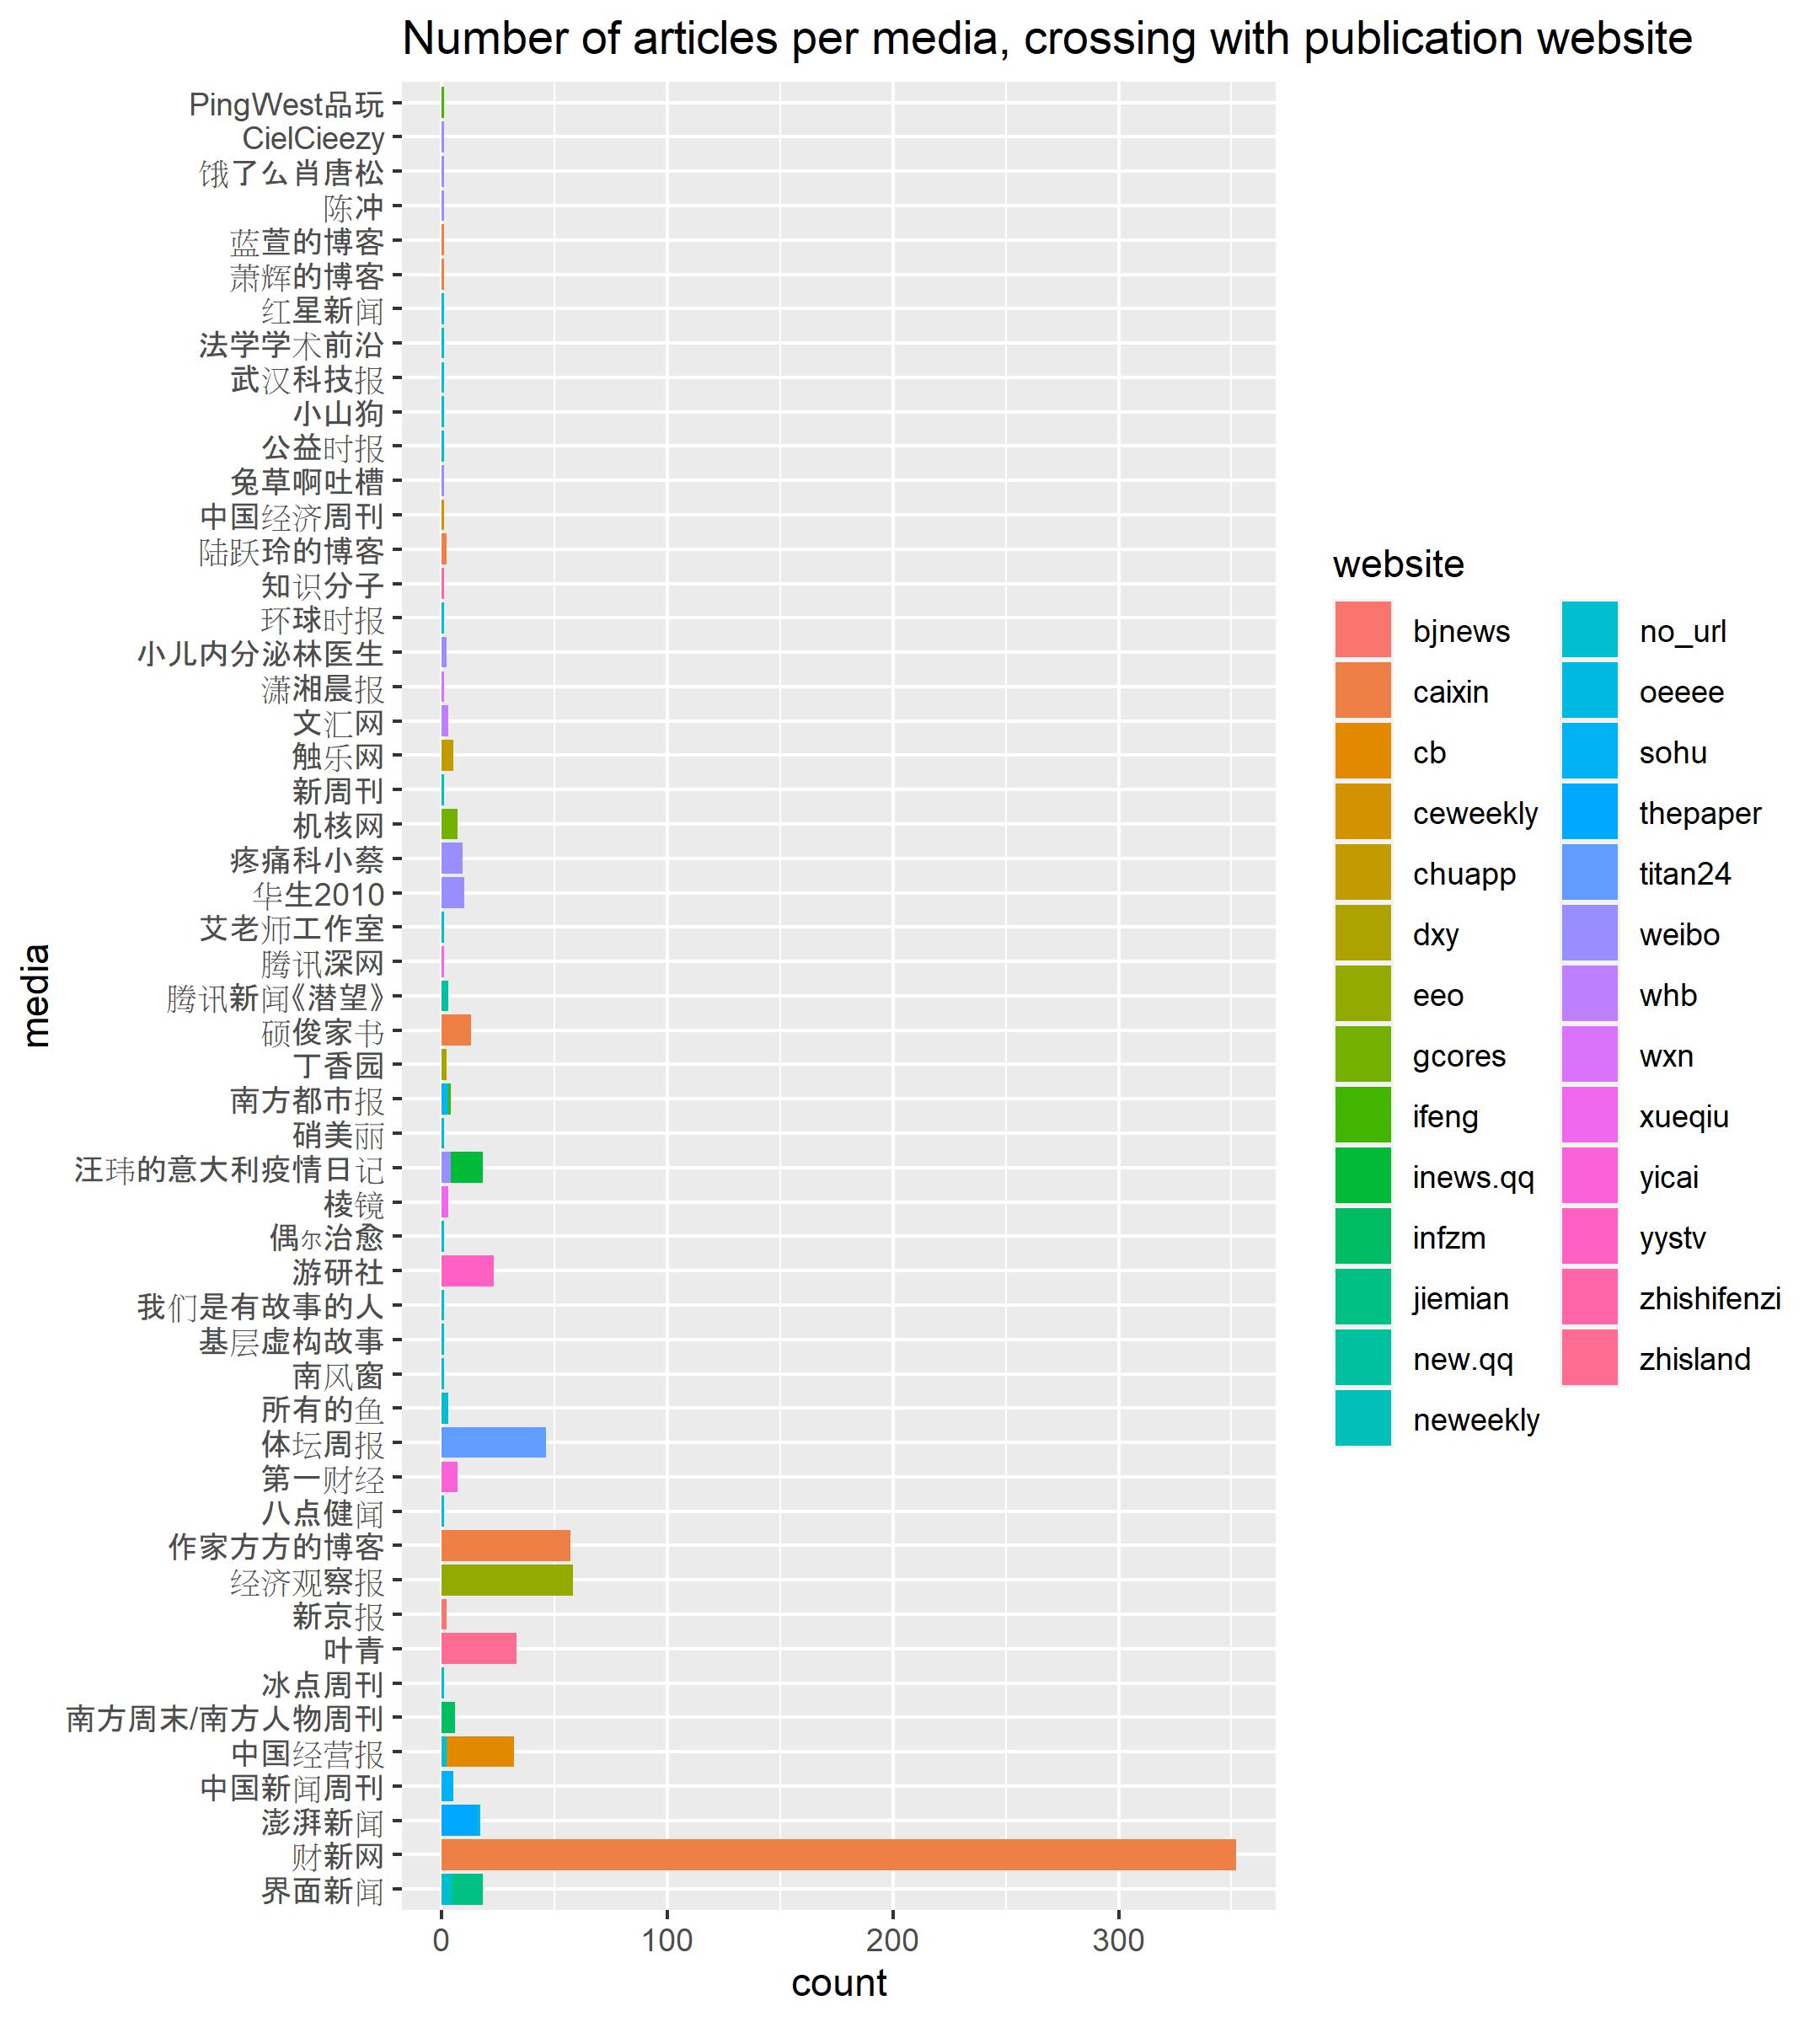 Number of articles per media, crossing with publication website
PingWest品玩
CielCieezy
饿了么肖唐松
陈冲
蓝萱的博客
萧辉的博客
红星新闻
法学学术前沿
武汉科技报
小山狗
公益时报
兔草啊吐槽
中国经济周刊
陆跃玲的博客
知识分子
环球时报
小儿内分泌林医生
潇湘晨报
文汇网
触乐网
新周刊
机核网
疼痛科小蔡
华生2010
艾老师工作室
腾讯深网
腾讯新闻《潜望》
硕俊家书
丁香园
南方都市报
硝美丽
汪玮的意大利疫情日记
棱镜
偶尔治愈
游研社
我们是有故事的人
基层虚构故事
南风窗
所有的鱼
体坛周报
第一财经
八点健闻
作家方方的博客
经济观察报
新京报
叶青
冰点周刊
南方周末/南方人物周刊
中国经营报
中国新闻周刊
澎湃新闻
财新网
界面新闻
media
0
100
200
300
count
website
bjnews
caixin
cb
ceweekly
chuapp
dxy
eeo
gcores
ifeng
inews.qq
infzm
jiemian
new.qq
neweekly
no_url
oeeee
sohu
thepaper
titan24
weibo
whb
wxn
xueqiu
yicai
yystv
zhishifenzi
zhisland